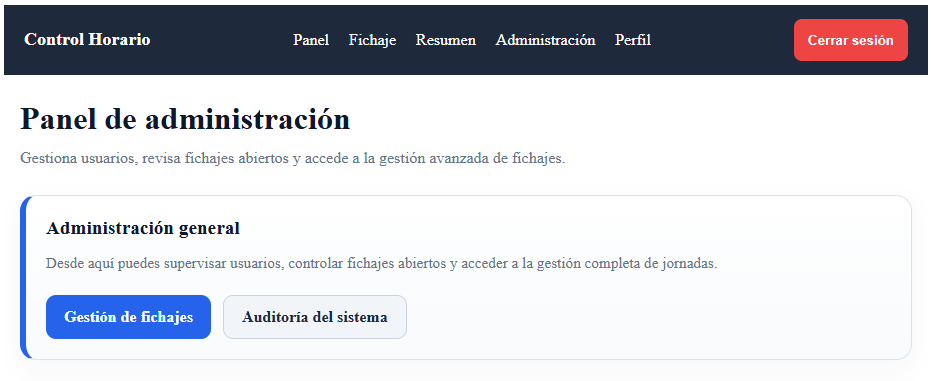 Control Horario
Panel Fichaje Resumen Administración Perfil
Cerrar sesión
Panel de administración
Gestiona usuarios, revisa fichajes abiertos y accede a la gestión avanzada de fichajes.
Administración general
Desde aquí puedes supervisar usuarios, controlar fichajes abiertos y acceder a la gestión completa de jornadas.
Gestión de fichajes
Auditoría del sistema